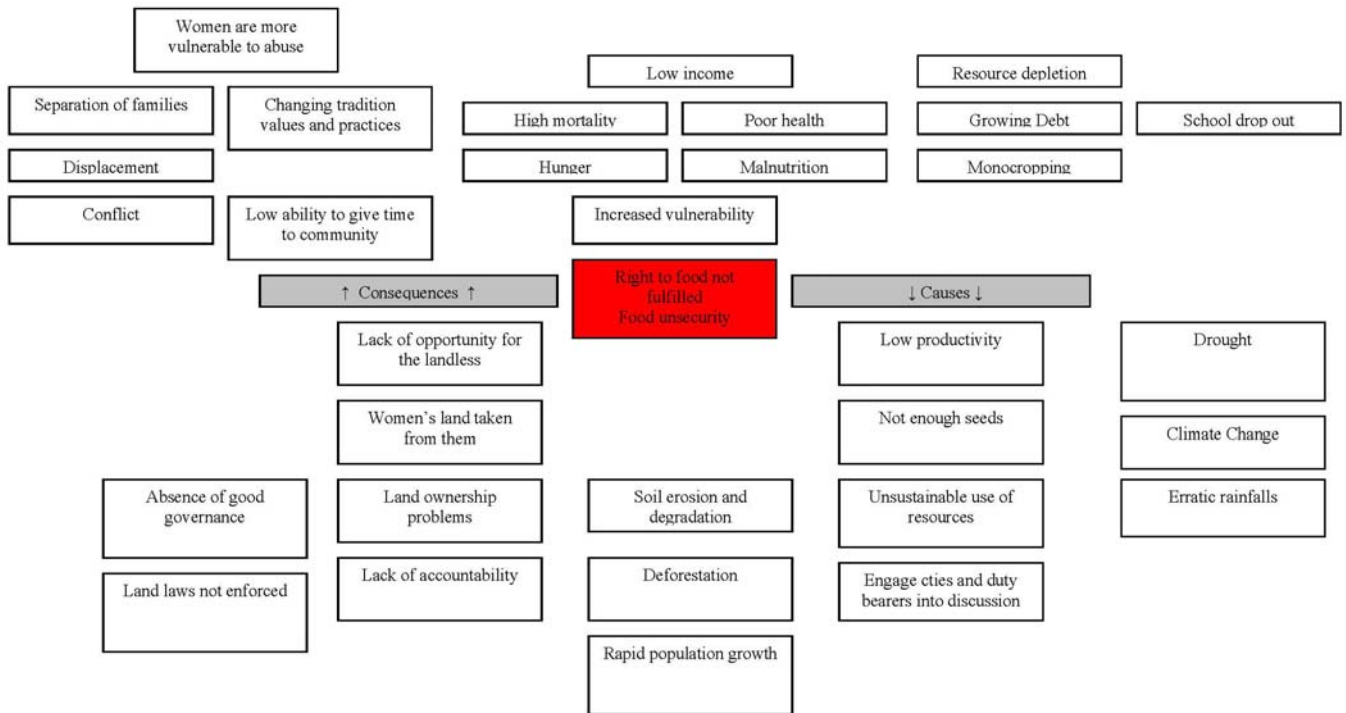 Women are more
vulnerable to abuse
Low income
Resource depletion
Separation of families
Changing tradition
values and practices
High mortality
Poor health
Growing Debt
School drop out
Displacement
Hunger
Malnutrition
Monocropping
Conflict
Low ability to give time
to community
Increased vulnerability
↑ Consequences ↑
Right to food not
fulfilled
Food unsecurity
↓ Causes ↓
Lack of opportunity for
the landless
Low productivity
Drought
Women's land taken
from them
Not enough seeds
Climate Change
Absence of good
governance
Land ownership
problems
Soil erosion and
degradation
Unsustainable use of
resources
Erratic rainfalls
Land laws not enforced
Lack of accountability
Deforestation
Engage cties and duty
bearers into discussion
Rapid population growth